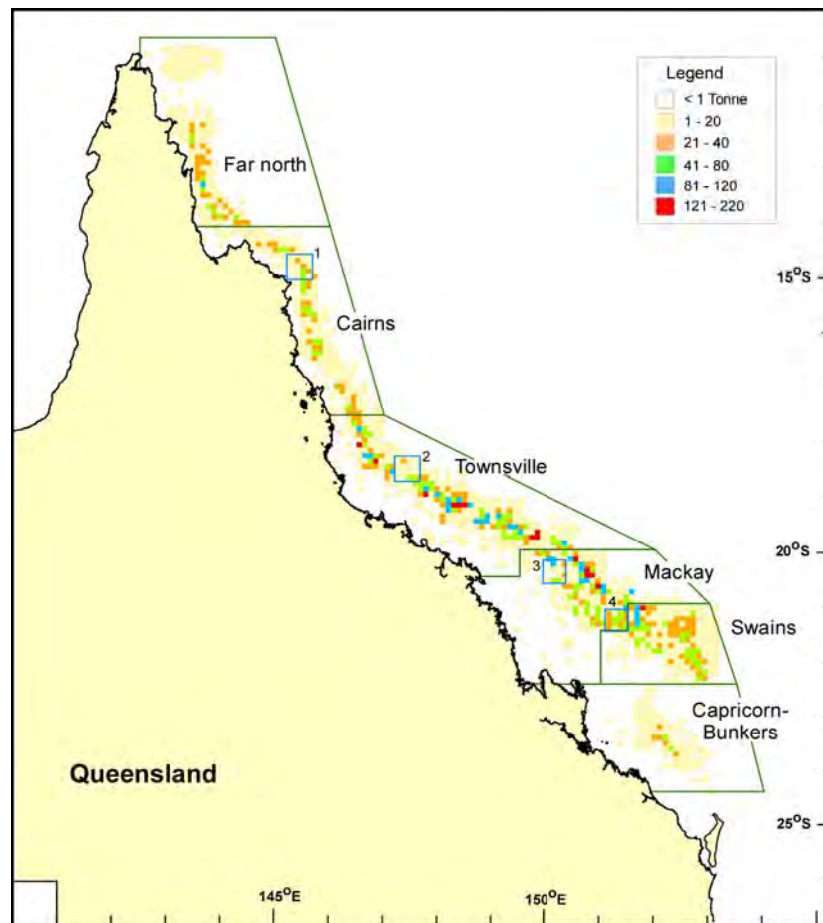 Legend
< 1 Tonne
1 - 20
21 - 40
41 - 80
81 - 120
121 - 220
Far north
1
15°S
Cairns
2
Townsville
20°S
3
Mackay
4
Swains
Capricorn-
Bunkers
Queensland
25°S
145°E
150°E